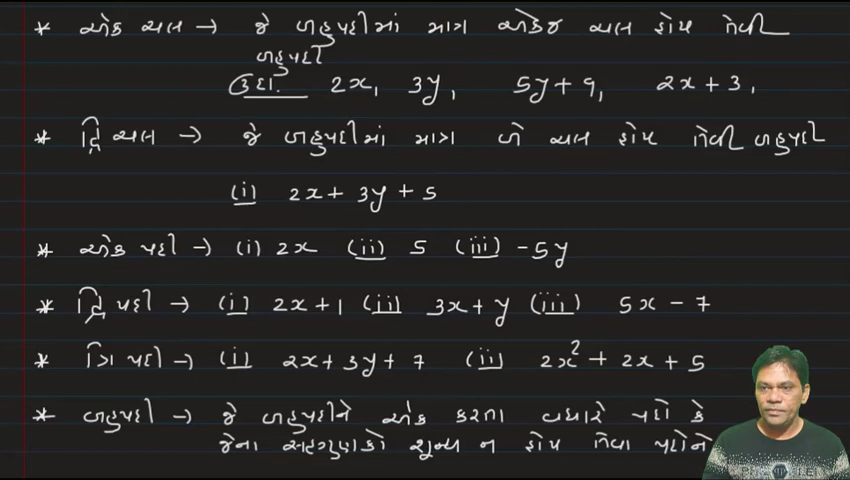 * એક ચલ → જે બહુપદીમાં માત્ર એકજ ચલ હોય તેવી
બહુપદી
ઉદા. 2x, 3y, 5y + 9, 2x + 3,
* દ્વિ ચલ → જે બહુપદીમાં માત્ર બે ચલ હોય તેવી બહુપદી
(i) 2x + 3y + 5
* એક પદી → (i) 2x (ii) 5 (iii) -5y
* દ્વિ પદી → (i) 2x + 1 (ii) 3x + y (iii) 5x - 7
* ત્રિ પદી → (i) 2x + 3y + 7 (ii) 2x² + 2x + 5
* બહુપદી → જે બહુપદીને એક કરતા વધારે પદો કે
જેના સહગુણકો શૂન્ય ન હોય તેવા પદોને